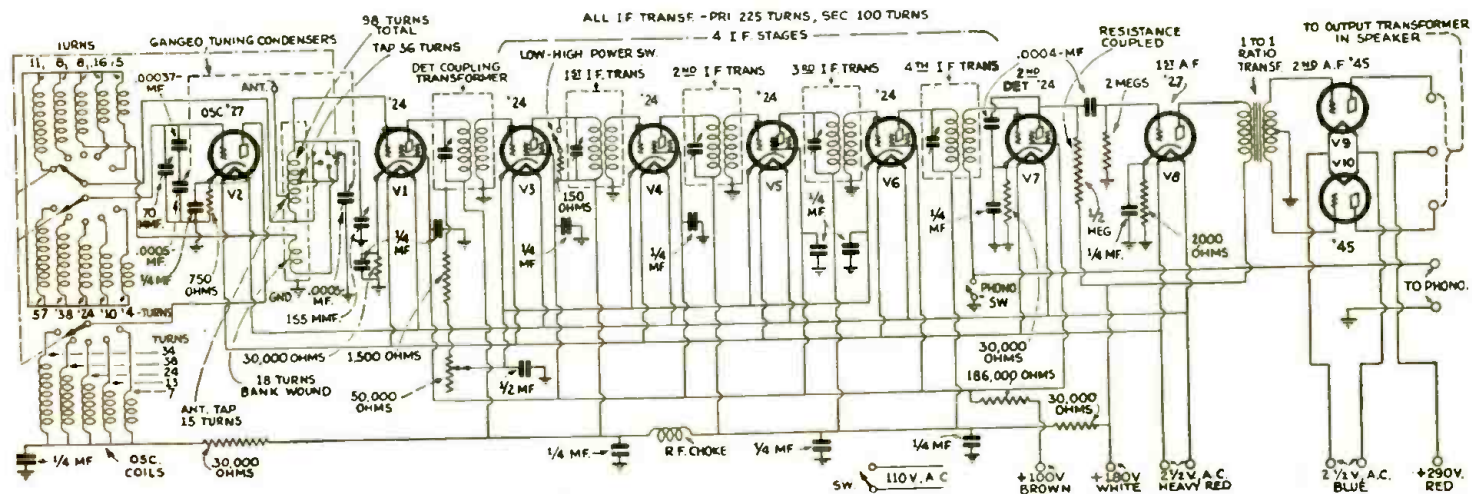 ALL I F TRANSF. - PRI 225 TURNS, SEC 100 TURNS
4 I.F. STAGES
TURNS
11, 8, 8, 16, 5
GANGED TUNING CONDENSERS
98 TURNS
TOTAL
TAP 36 TURNS
DET COUPLING
TRANSFORMER
LOW-HIGH POWER SW.
1ST I.F. TRANS
2ND I F TRANS
3RD I F TRANS
4TH I F TRANS
.0004-MF
2ND
DET '24
RESISTANCE
COUPLED
1ST A.F
'27
2 MEGS
1 TO 1
RATIO
TRANSF.
2ND A.F '45
TO OUTPUT TRANSFORMER
IN SPEAKER
.00037-
MF
ANT.
OSC '27
'24
'24
'24
'24
'24
V2
V1
V3
V4
V5
V6
V7
V8
V9
V10
'45
70
MMF.
.0005-
MF.
1/4 MF
750
OHMS
GND
.0005-
MF.
155 MMF.
1/4
MF
150
OHMS
1/4
MF
1/4
MF
1/4
MF
1/4
MF
1/2
MEG
1/4 MF.
2000
OHMS
PHONO
SW
TO PHONO.
57 38 24 10 4 -TURNS
TURNS
34
38
24
13
7
30,000 OHMS
1,500 OHMS
18 TURNS
BANK WOUND
ANT. TAP
15 TURNS
50,000
OHMS
1/2 MF
30,000
OHMS
186,000 OHMS
30,000
OHMS
1/4 MF
OSC.
COILS
30,000
OHMS
1/4 MF.
R.F. CHOKE
1/4 MF.
1/4 MF
SW.
110 V, A C
+100V
BROWN
+180V
WHITE
2 1/2 V, A.C.
HEAVY RED
2 1/2 V, A.C.
BLUE
+290V.
RED